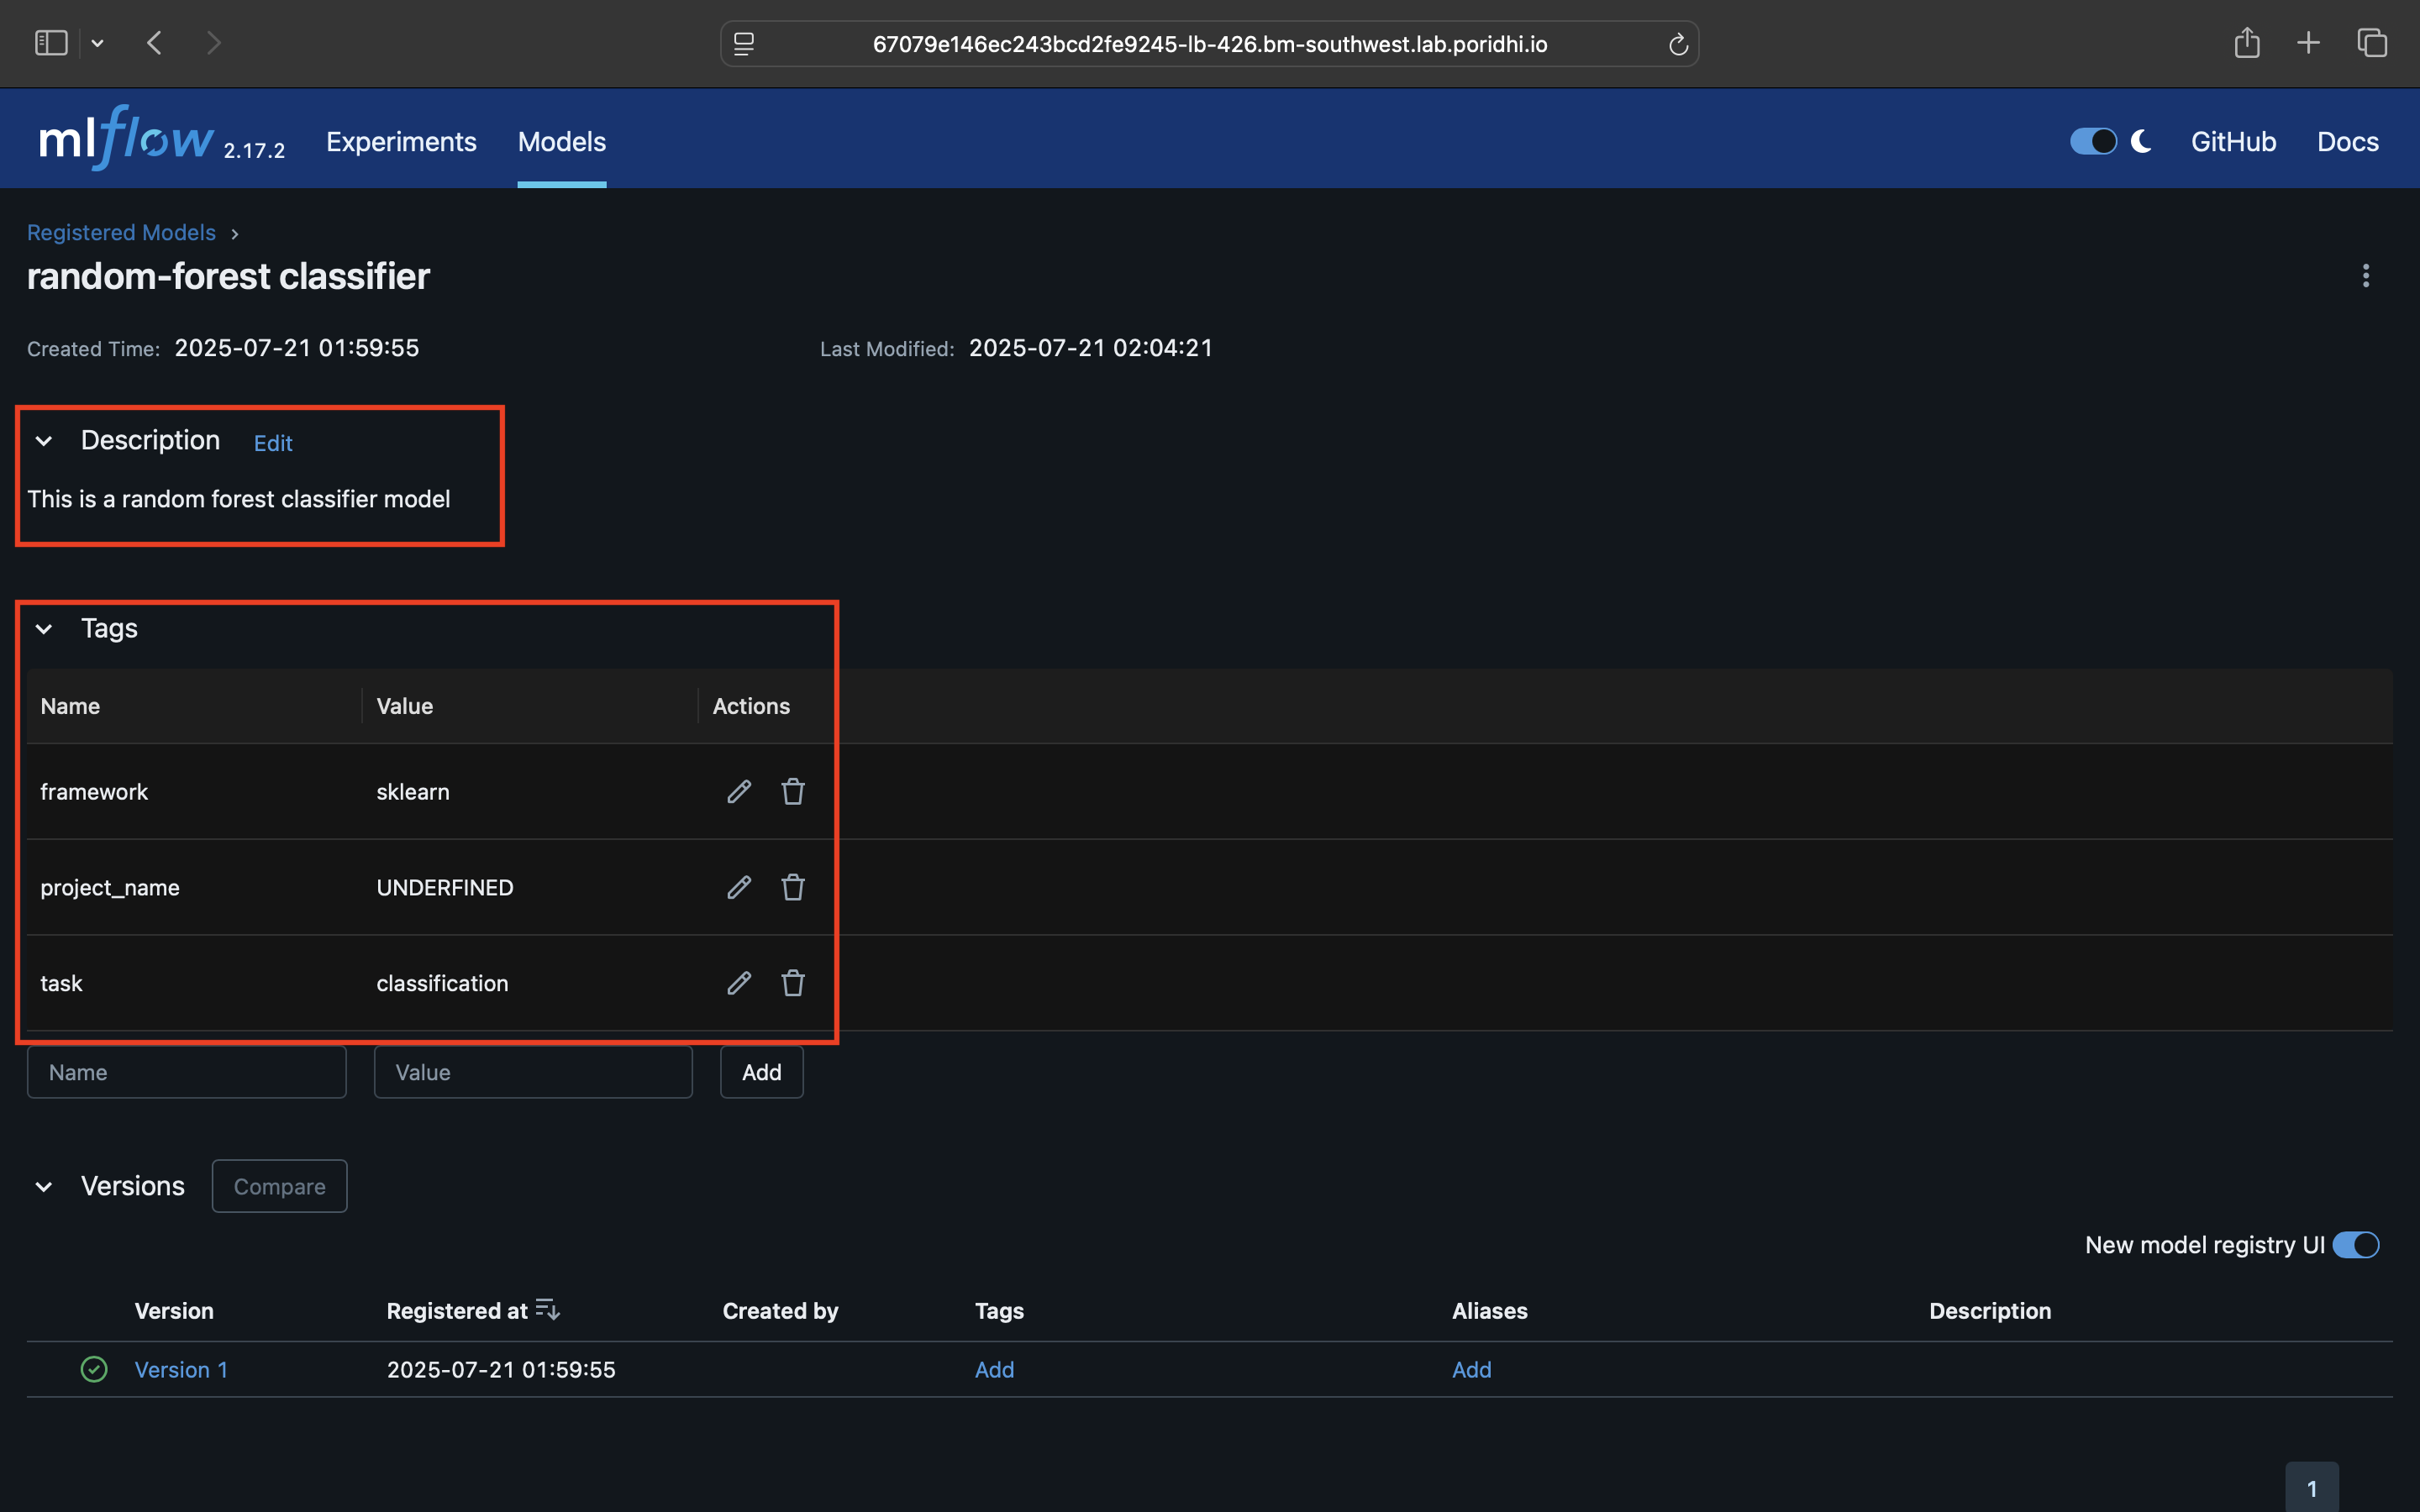 67079e146ec243bcd2fe9245-lb-426.bm-southwest.lab.poridhi.io
mlflow 2.17.2 Experiments Models GitHub Docs
Registered Models
random-forest classifier
Created Time: 2025-07-21 01:59:55 Last Modified: 2025-07-21 02:04:21
Description Edit
This is a random forest classifier model
Tags
Name Value Actions
framework sklearn
project_name UNDERFINED
task classification
Name Value Add
Versions Compare
New model registry UI
Version Registered at Created by Tags Aliases Description
Version 1 2025-07-21 01:59:55 Add Add
1